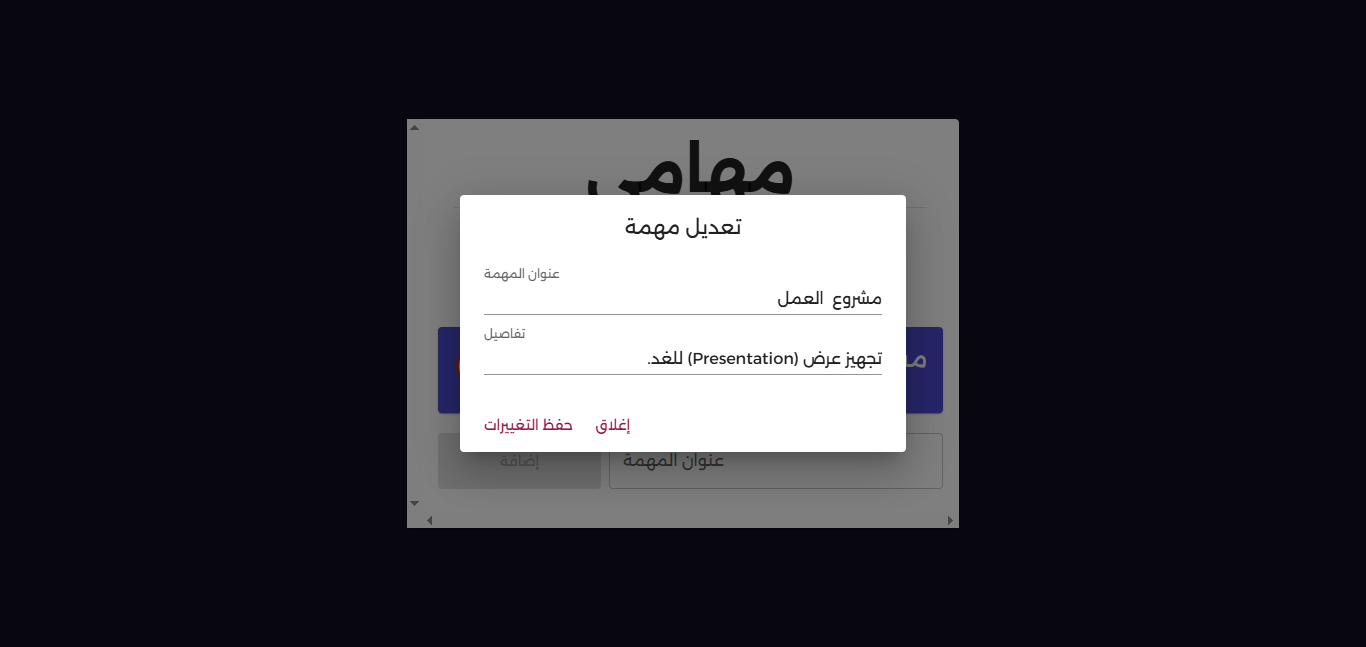 مهامي
تعديل مهمة
عنوان المهمة
مشروع  العمل
تفاصيل
تجهيز عرض (Presentation) للغد.
إغلاق حفظ التغييرات
عنوان المهمة إضافة